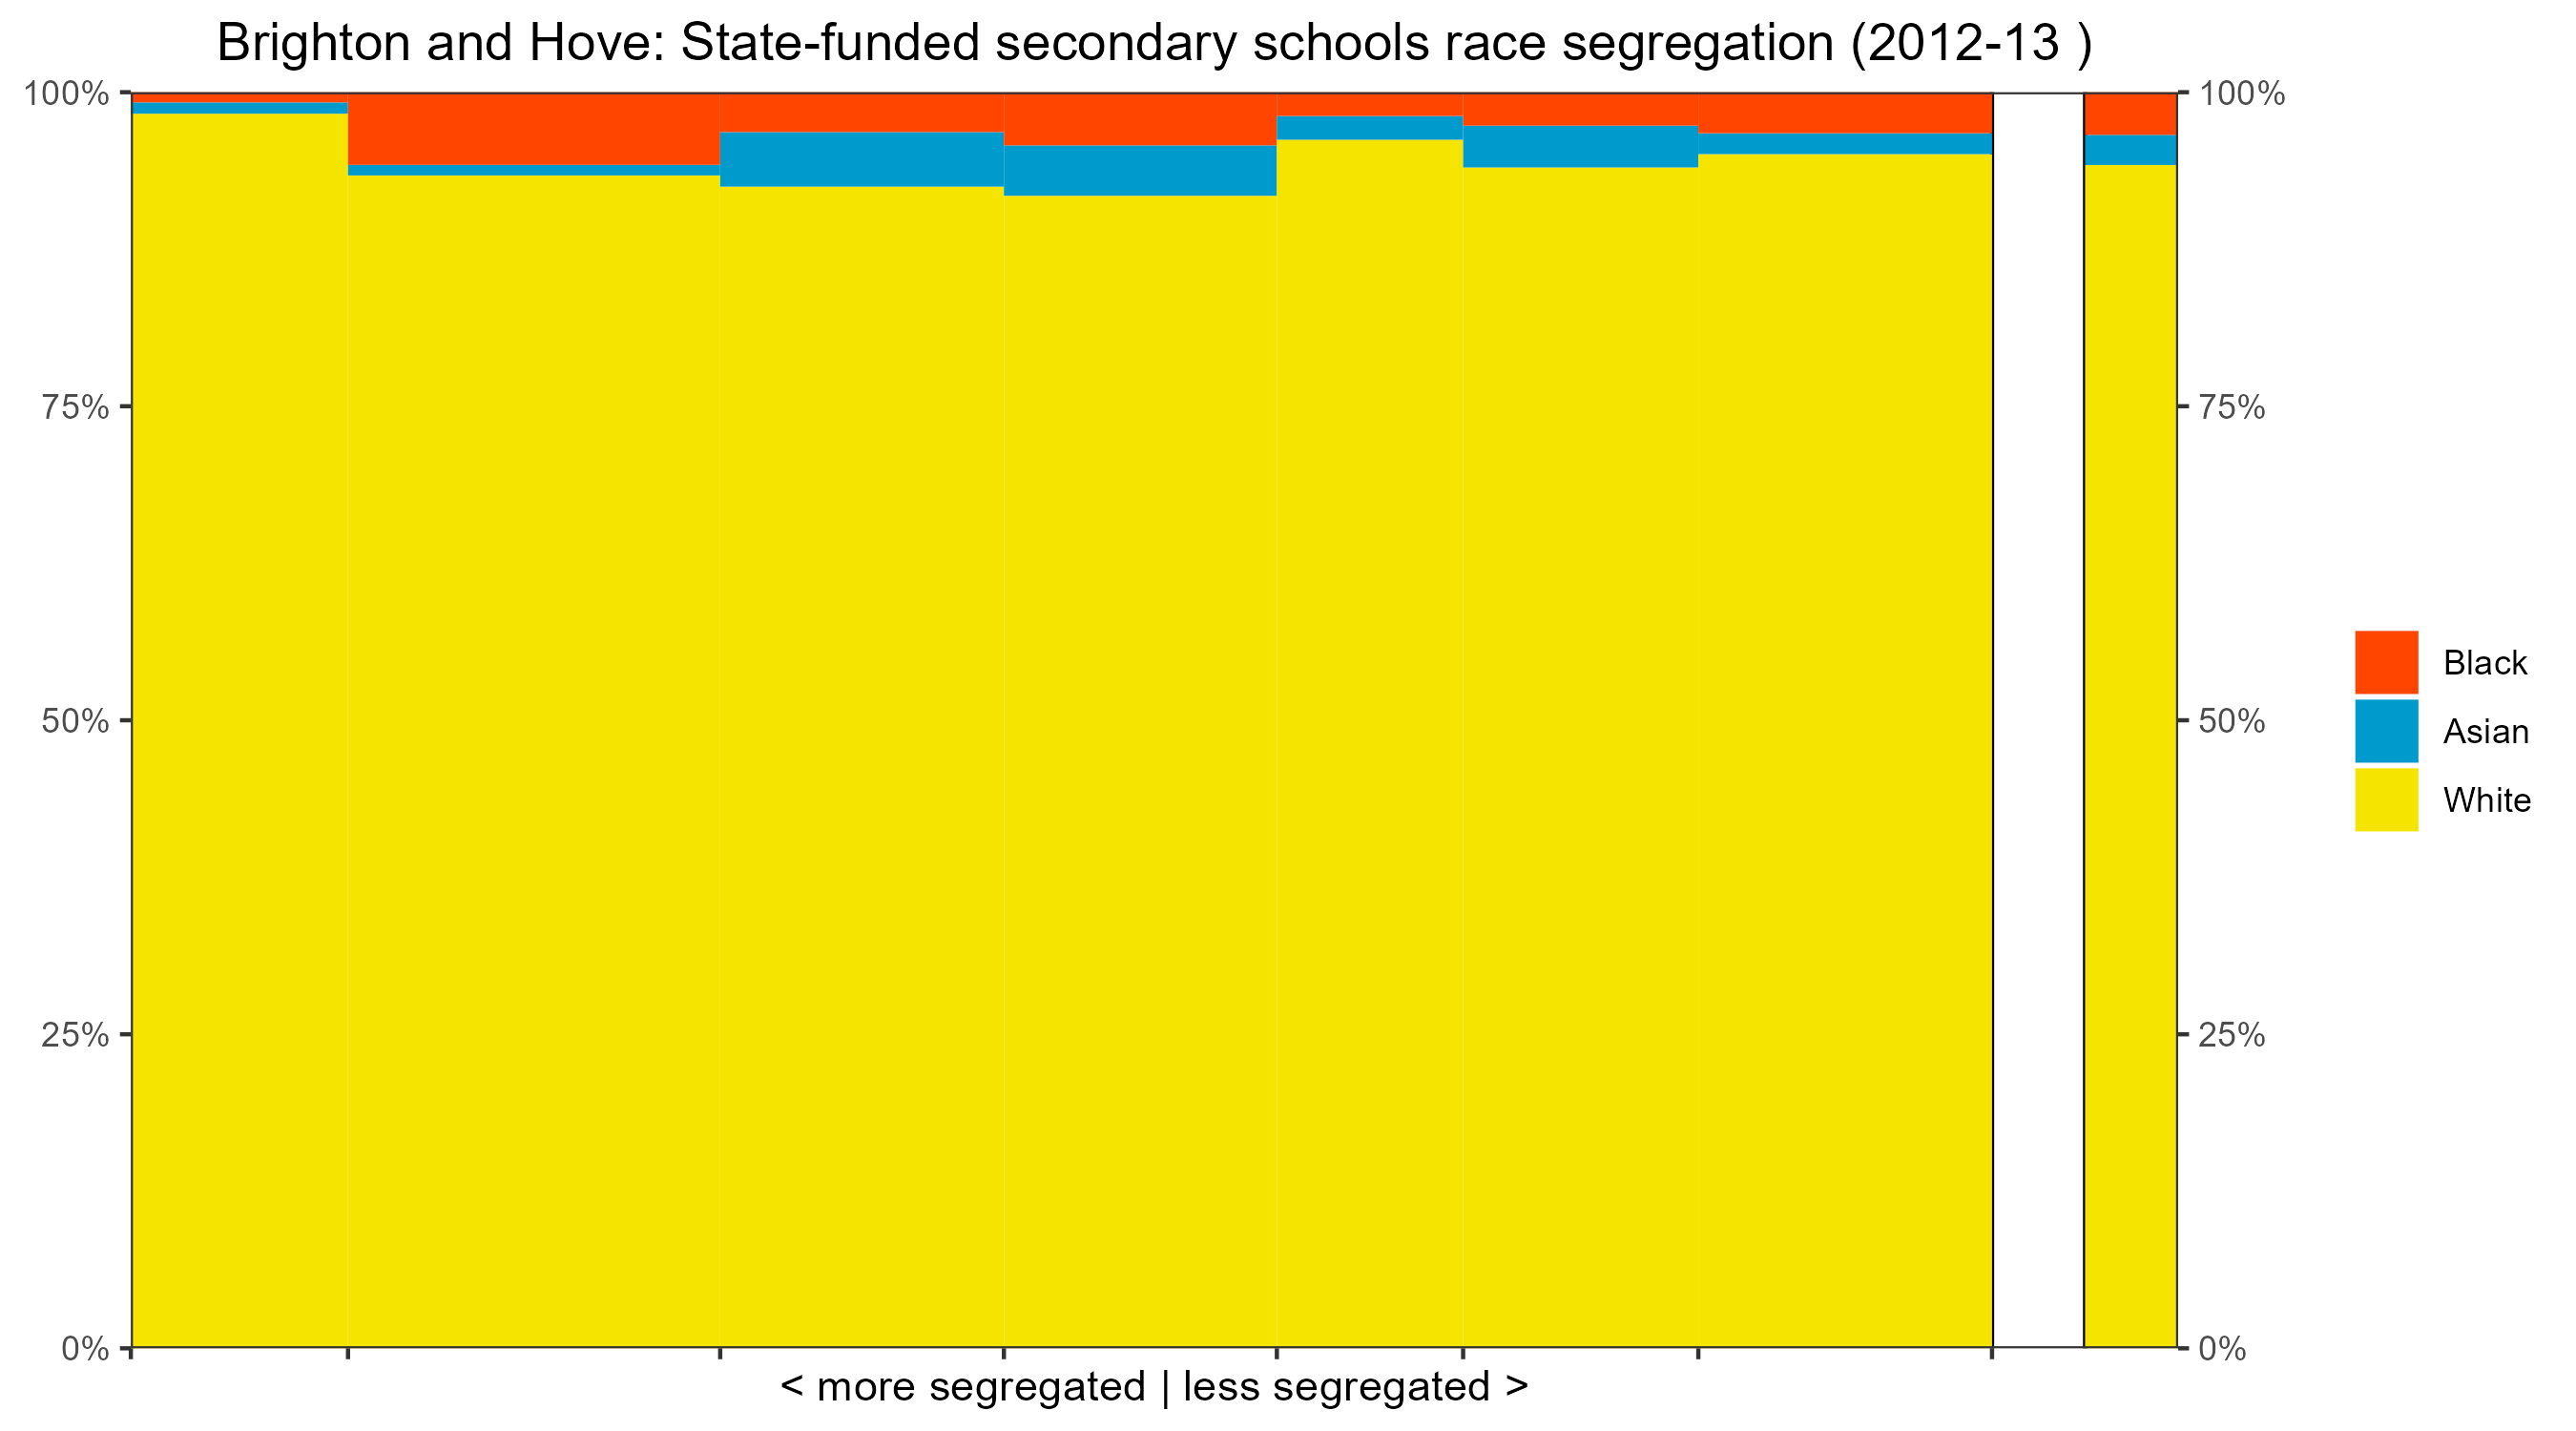 Brighton and Hove: State-funded secondary schools race segregation (2012-13 )
100%
75%
50%
25%
0%
100%
75%
50%
25%
0%
Black
Asian
White
< more segregated | less segregated >